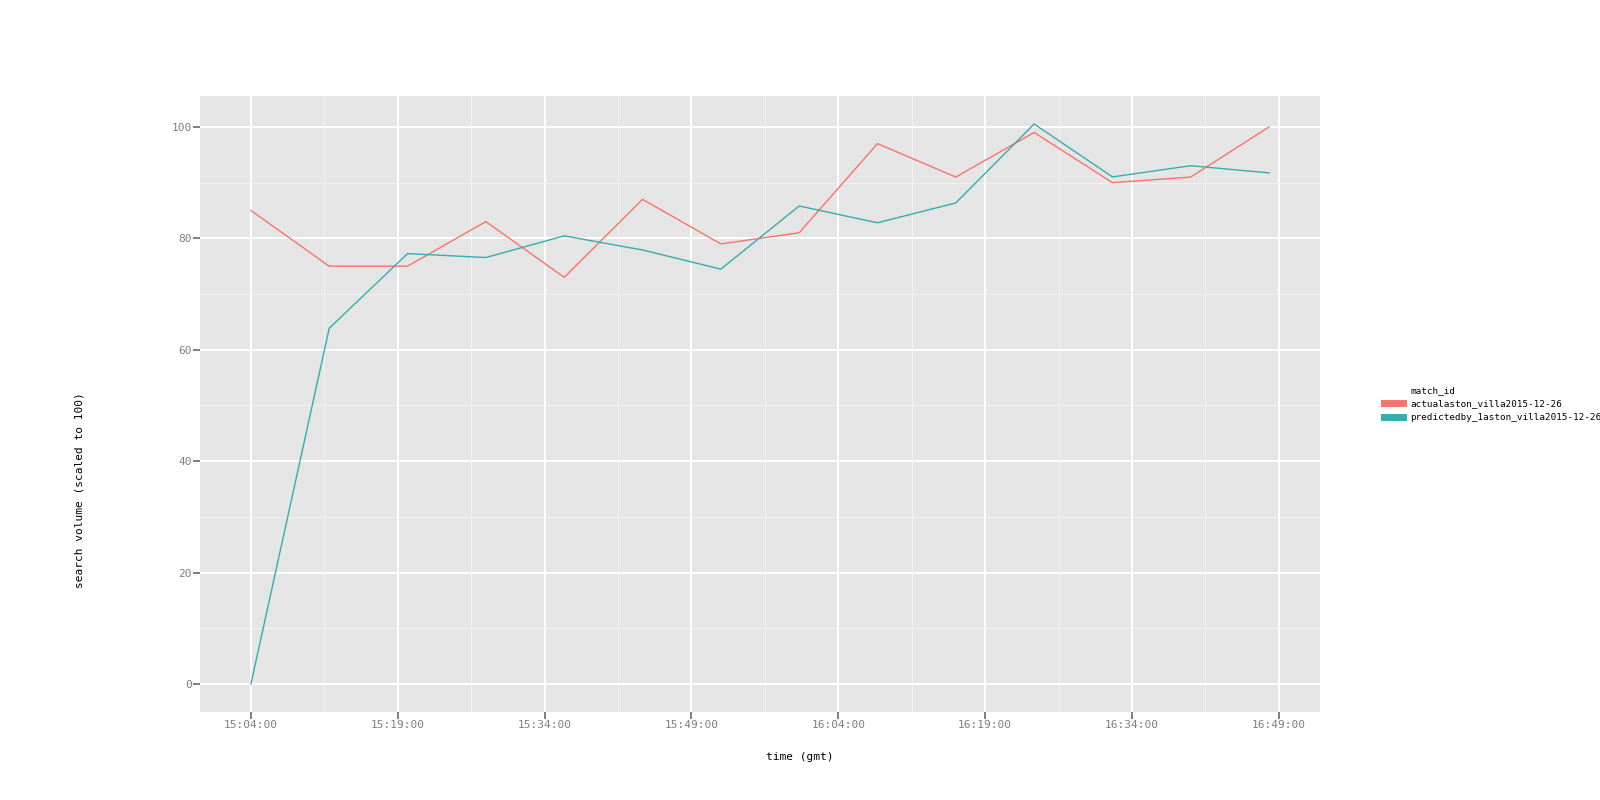 100
80
60
40
20
0
search volume (scaled to 100)
15:04:00 15:19:00 15:34:00 15:49:00 16:04:00 16:19:00 16:34:00 16:49:00
time (gmt)
match_id
actualaston_villa2015-12-26
predictedby_1aston_villa2015-12-26